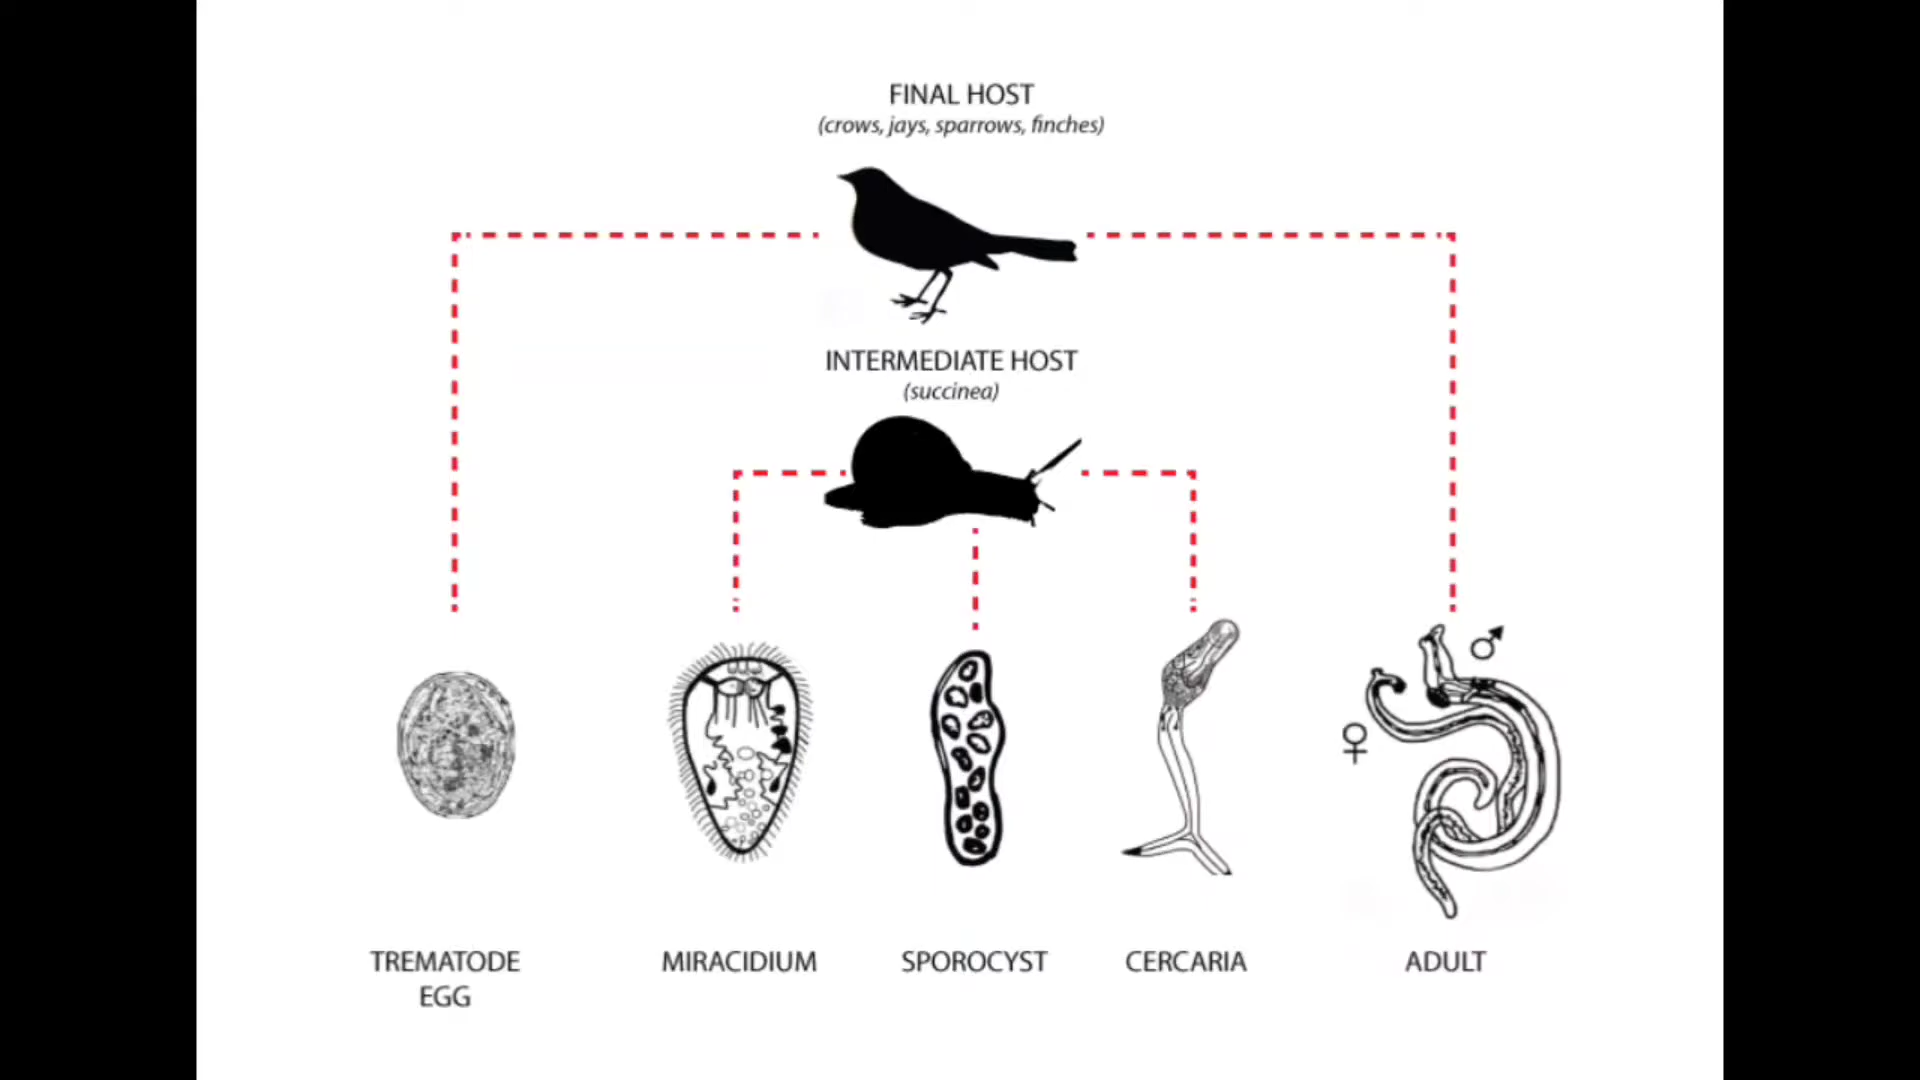 FINAL HOST
(crows, jays, sparrows, finches)
INTERMEDIATE HOST
(succinea)
♂
♀
TREMATODE
EGG
MIRACIDIUM
SPOROCYST
CERCARIA
ADULT